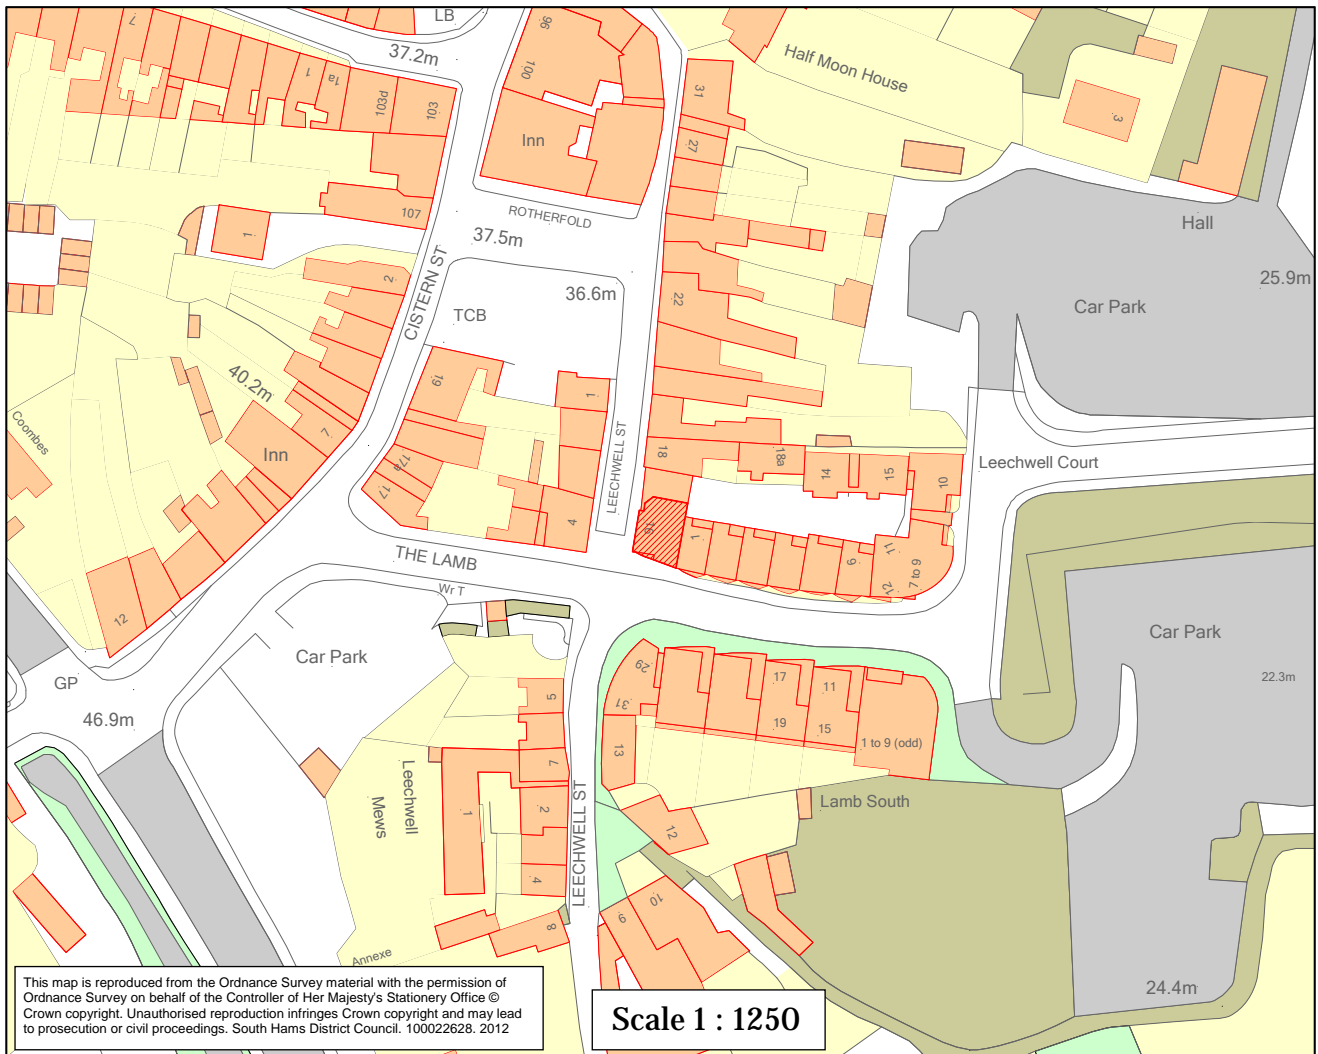 LB
7
37.2m
96
100
1
1a
103d
103
31
Half Moon House
3
Inn
27
107
ROTHERFOLD
1
37.5m
Hall
2
CISTERN ST
36.6m
22
25.9m
Car Park
TCB
40.2m
19
1
Coombes
7
Inn
LEECHWELL ST
18
18a
14
15
10
Leechwell Court
17a
17
4
16
1
6
11
12
7 to 9
THE LAMB
Wr T
12
Car Park
Car Park
GP
46.9m
29
31
17
11
19
15
1 to 9 (odd)
22.3m
5
13
7
Leechwell
Mews
1
2
4
LEECHWELL ST
Lamb South
12
10
9
8
Annexe
24.4m
This map is reproduced from the Ordnance Survey material with the permission of
Ordnance Survey on behalf of the Controller of Her Majesty's Stationery Office ©
Crown copyright. Unauthorised reproduction infringes Crown copyright and may lead
to prosecution or civil proceedings. South Hams District Council. 100022628. 2012
Scale 1 : 1250